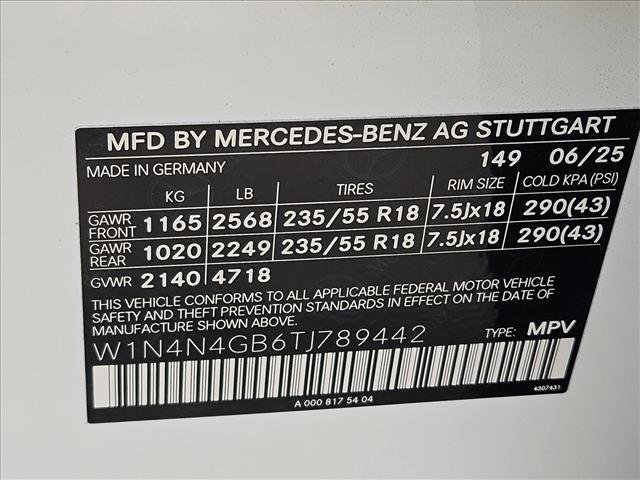 MFD BY MERCEDES-BENZ AG STUTTGART
MADE IN GERMANY 149 06/25
KG LB TIRES RIM SIZE COLD KPA(PSI)
GAWR FRONT 1165 2568 235/55 R18 7.5Jx18 290(43)
GAWR REAR 1020 2249 235/55 R18 7.5Jx18 290(43)
GVWR 2140 4718
THIS VEHICLE CONFORMS TO ALL APPLICABLE FEDERAL MOTOR VEHICLE
SAFETY AND THEFT PREVENTION STANDARDS IN EFFECT ON THE DATE OF
MANUFACTURE SHOWN ABOVE.
W1N4N4GB6TJ789442 TYPE: MPV
4307431
A 000 817 54 04